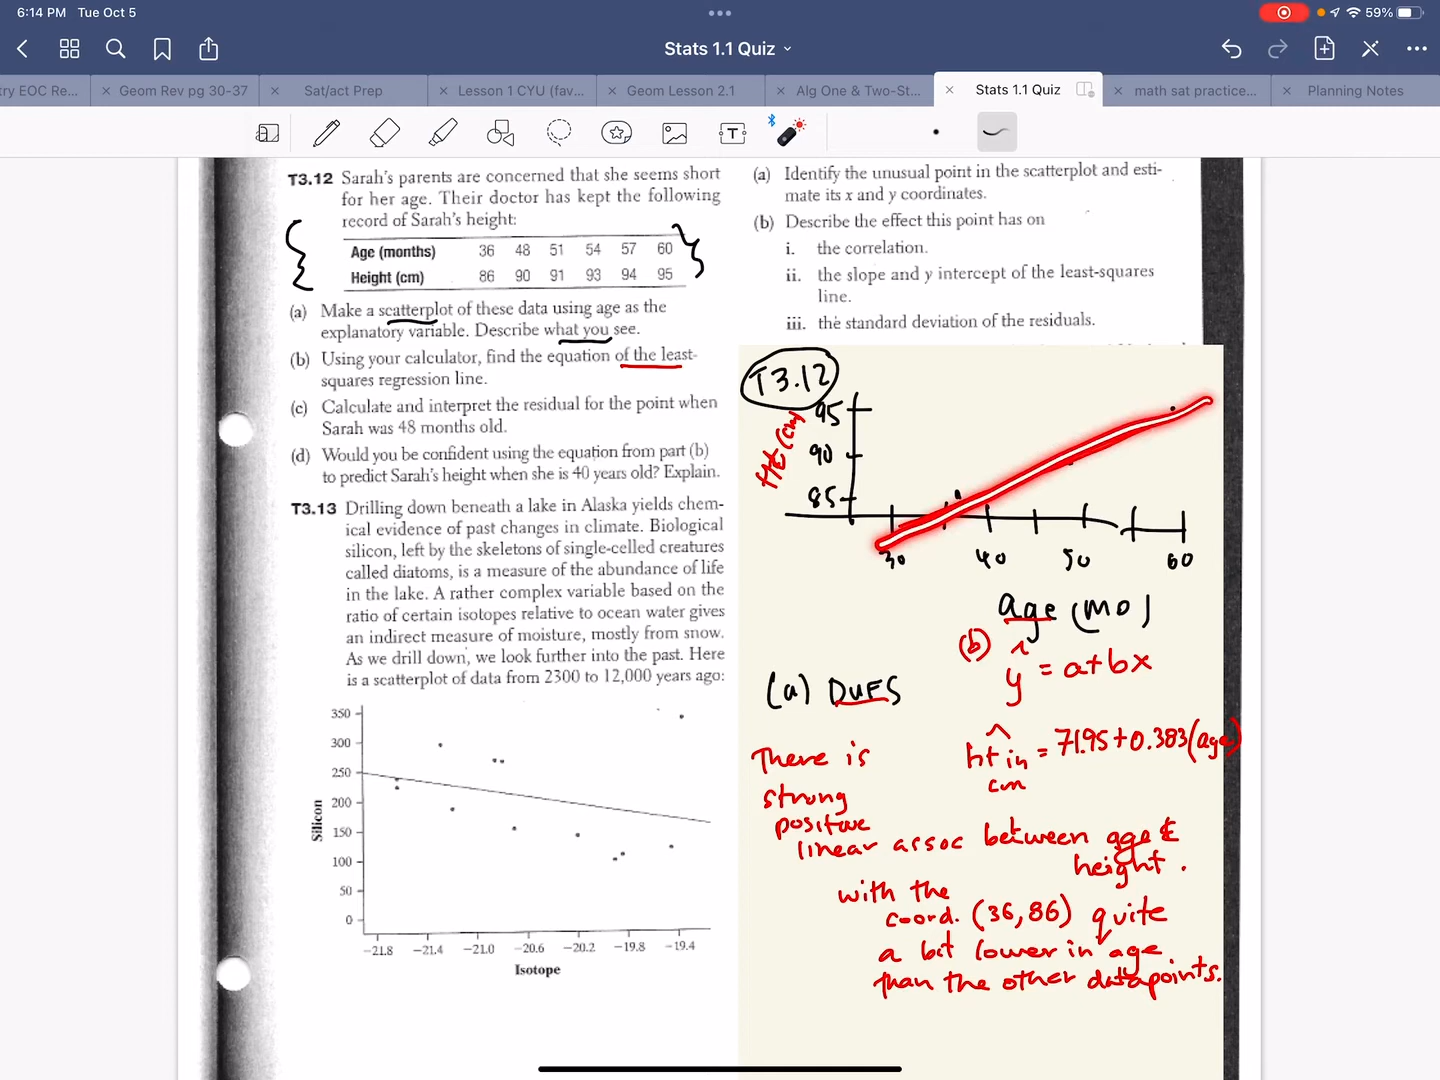 6:14 PM Tue Oct 5
59%
Stats 1.1 Quiz
try EOC Re...
Geom Rev pg 30-37
Sat/act Prep
Lesson 1 CYU (fav...
Geom Lesson 2.1
Alg One & Two-St...
Stats 1.1 Quiz
math sat practice...
Planning Notes
T3.12 Sarah's parents are concerned that she seems short
for her age. Their doctor has kept the following
record of Sarah's height:
Age (months) 36 48 51 54 57 60
Height (cm) 86 90 91 93 94 95
(a) Make a scatterplot of these data using age as the
explanatory variable. Describe what you see.
(b) Using your calculator, find the equation of the least-
squares regression line.
(c) Calculate and interpret the residual for the point when
Sarah was 48 months old.
(d) Would you be confident using the equation from part (b)
to predict Sarah's height when she is 40 years old? Explain.
T3.13 Drilling down beneath a lake in Alaska yields chem-
ical evidence of past changes in climate. Biological
silicon, left by the skeletons of single-celled creatures
called diatoms, is a measure of the abundance of life
in the lake. A rather complex variable based on the
ratio of certain isotopes relative to ocean water gives
an indirect measure of moisture, mostly from snow.
As we drill down, we look further into the past. Here
is a scatterplot of data from 2300 to 12,000 years ago:
350
300
250
200
150
100
50
0
Silicon
−21.8 −21.4 −21.0 −20.6 −20.2 −19.8 −19.4
Isotope
(a) Identify the unusual point in the scatterplot and esti-
mate its x and y coordinates.
(b) Describe the effect this point has on
i. the correlation.
ii. the slope and y intercept of the least-squares
line.
iii. the standard deviation of the residuals.
T3.12
Ht (cm)
95
90
85
30 40 50 60
age (mo)
(b) ŷ = a+bx
(a) DUFS
ht in cm = 71.95+0.383(age)
There is
strong
positive
linear assoc between age &
height.
with the
coord. (36,86) quite
a bit lower in age
than the other datapoints.